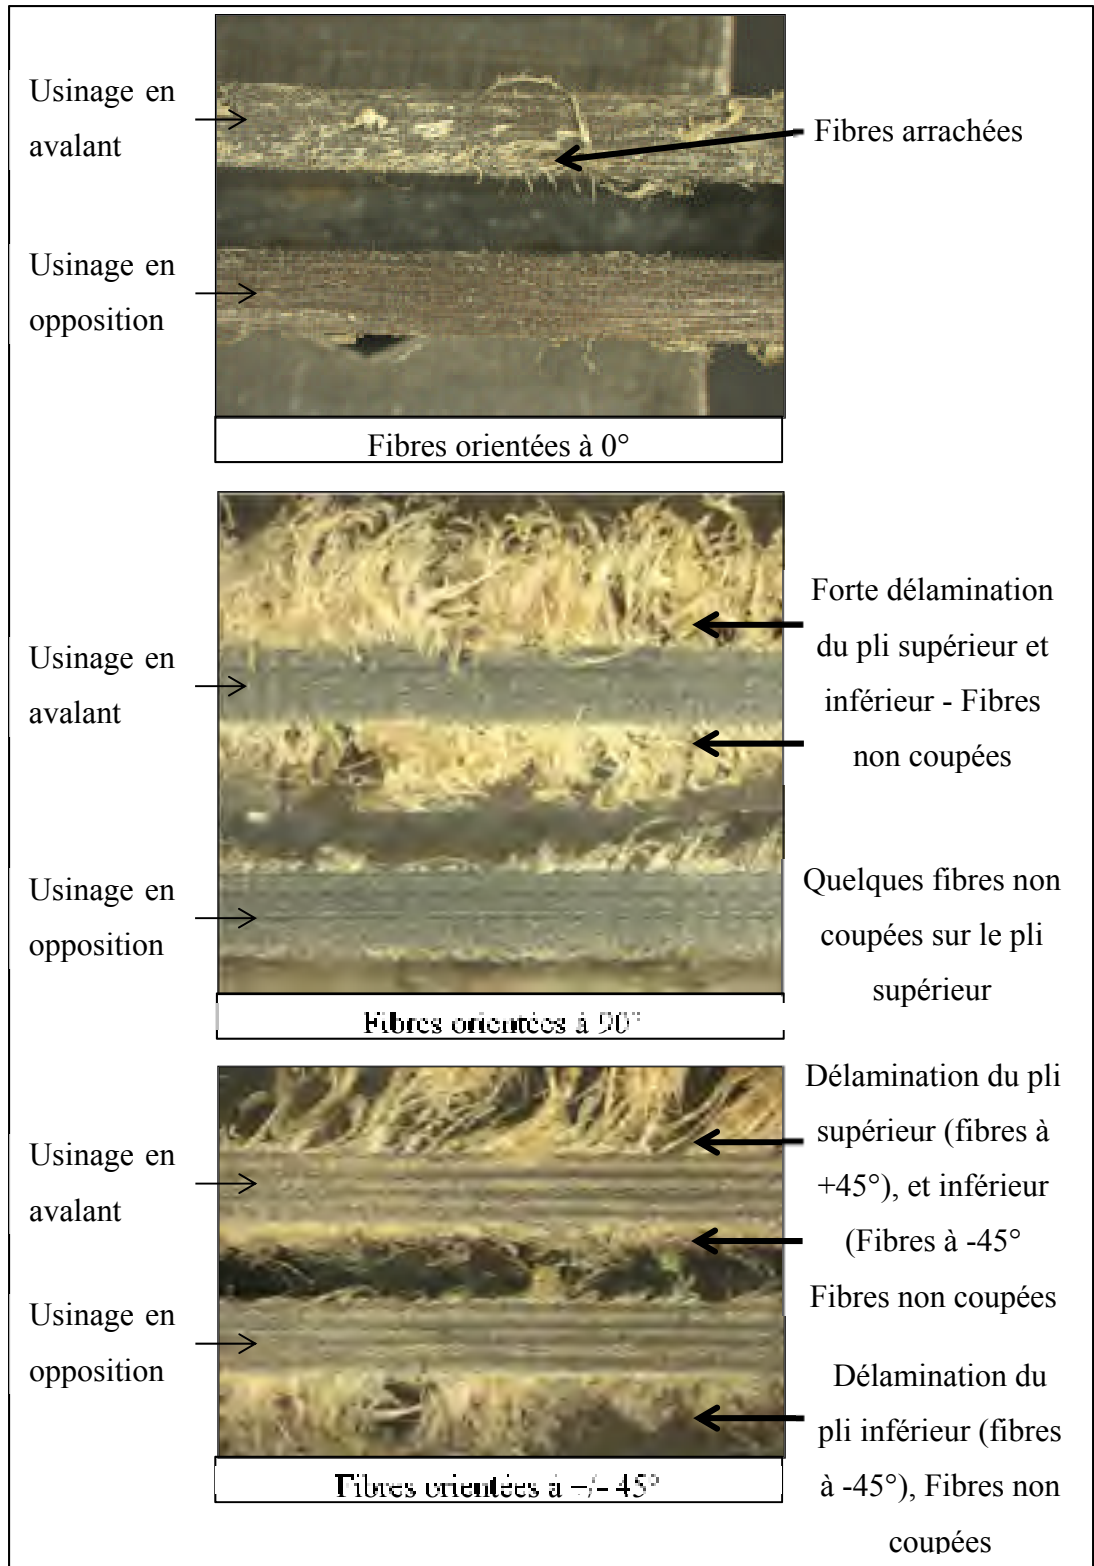 Usinage en
avalant
Fibres arrachées
Usinage en
opposition
Fibres orientées à 0°
Forte délamination
du pli supérieur et
inférieur - Fibres
non coupées
Usinage en
avalant
Usinage en
opposition
Quelques fibres non
coupées sur le pli
supérieur
Fibres orientées à 90°
Délamination du pli
supérieur (fibres à
+45°), et inférieur
(Fibres à -45°
Fibres non coupées
Usinage en
avalant
Usinage en
opposition
Délamination du
pli inférieur (fibres
à -45°), Fibres non
coupées
Fibres orientées à +/- 45°